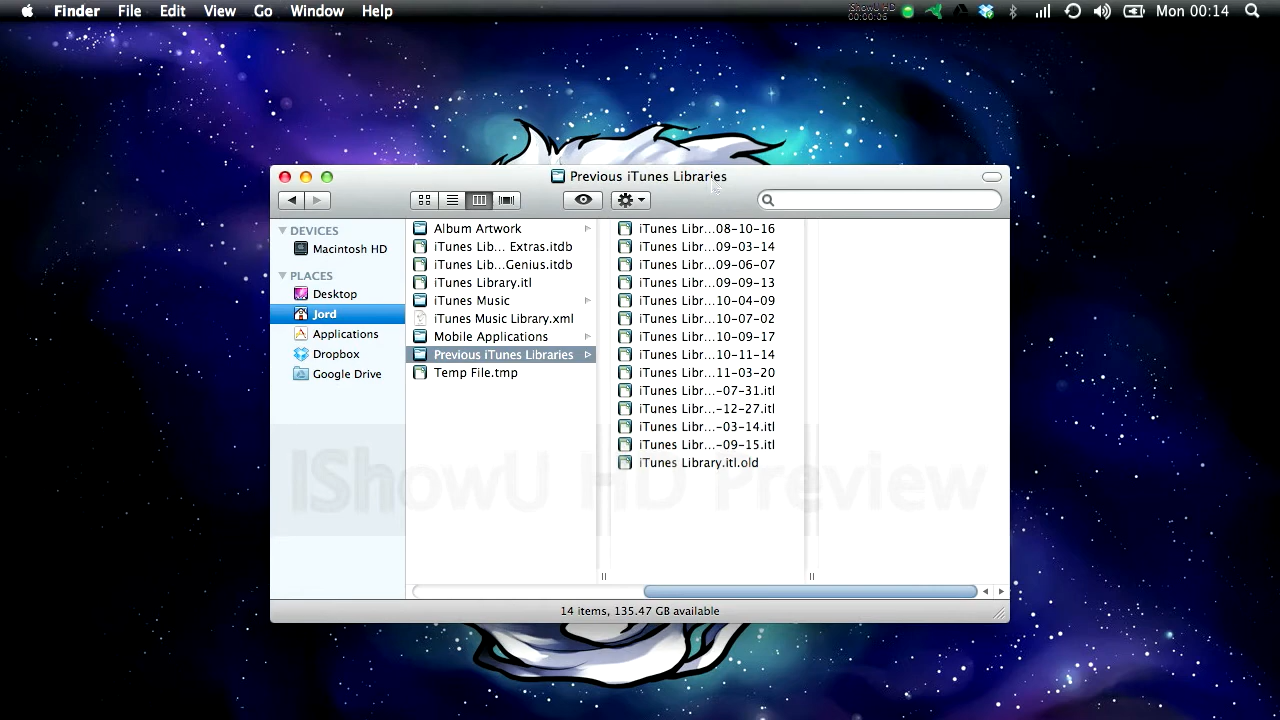 Finder File Edit View Go Window Help
iShowU HD
00:00:05
Mon 00:14
Previous iTunes Libraries
DEVICES
Macintosh HD
PLACES
Desktop
Jord
Applications
Dropbox
Google Drive
Album Artwork
iTunes Lib... Extras.itdb
iTunes Lib...Genius.itdb
iTunes Library.itl
iTunes Music
iTunes Music Library.xml
Mobile Applications
Previous iTunes Libraries
Temp File.tmp
iTunes Libr...08-10-16
iTunes Libr...09-03-14
iTunes Libr...09-06-07
iTunes Libr...09-09-13
iTunes Libr...10-04-09
iTunes Libr...10-07-02
iTunes Libr...10-09-17
iTunes Libr...10-11-14
iTunes Libr...11-03-20
iTunes Libr...-07-31.itl
iTunes Libr...-12-27.itl
iTunes Libr...-03-14.itl
iTunes Libr...-09-15.itl
iTunes Library.itl.old
IShowU HD Preview
14 items, 135.47 GB available